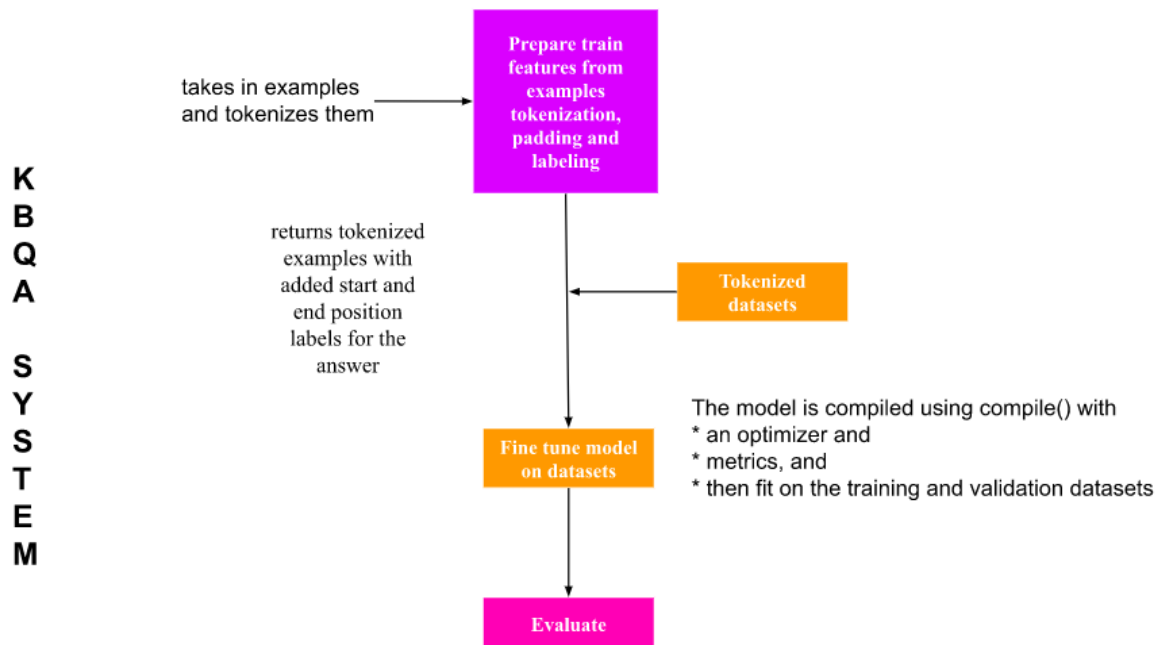 Prepare train
features from
examples
tokenization,
padding and
labeling
takes in examples
and tokenizes them
K
B
Q
A
S
Y
S
T
E
M
returns tokenized
examples with
added start and
end position
labels for the
answer
Tokenized
datasets
The model is compiled using compile() with
* an optimizer and
* metrics, and
* then fit on the training and validation datasets
Fine tune model
on datasets
Evaluate